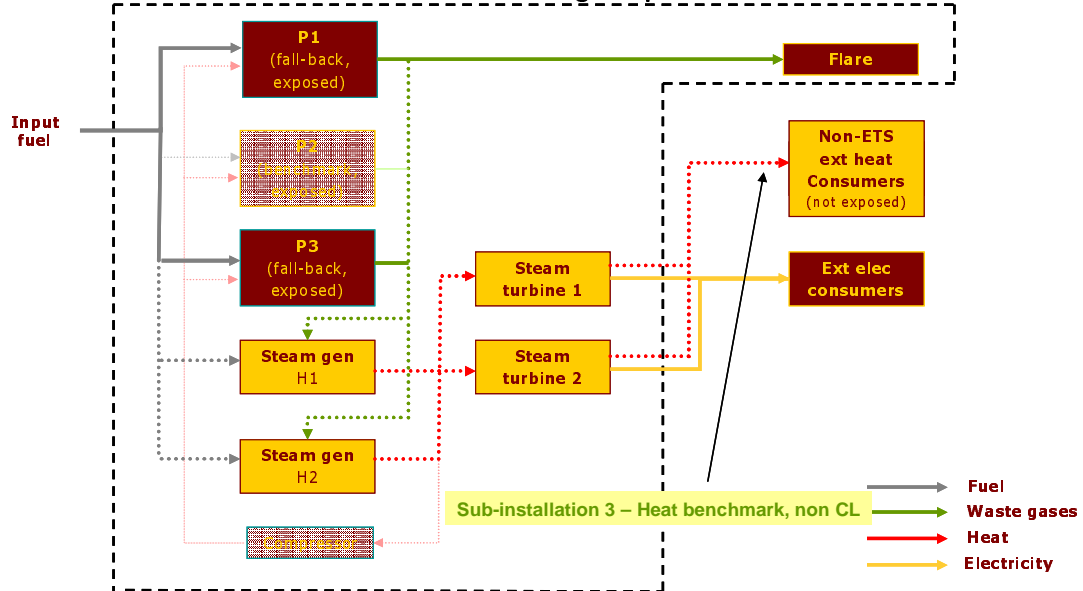 P1
(fall-back,
exposed)
Flare
Input
fuel
P2
Non-ETS
ext heat
Consumers
(not exposed)
P3
(fall-back,
exposed)
Steam
turbine 1
Ext elec
consumers
Steam gen
H1
Steam
turbine 2
Steam gen
H2
Sub-installation 3 – Heat benchmark, non CL
Fuel
Waste gases
Heat
Electricity